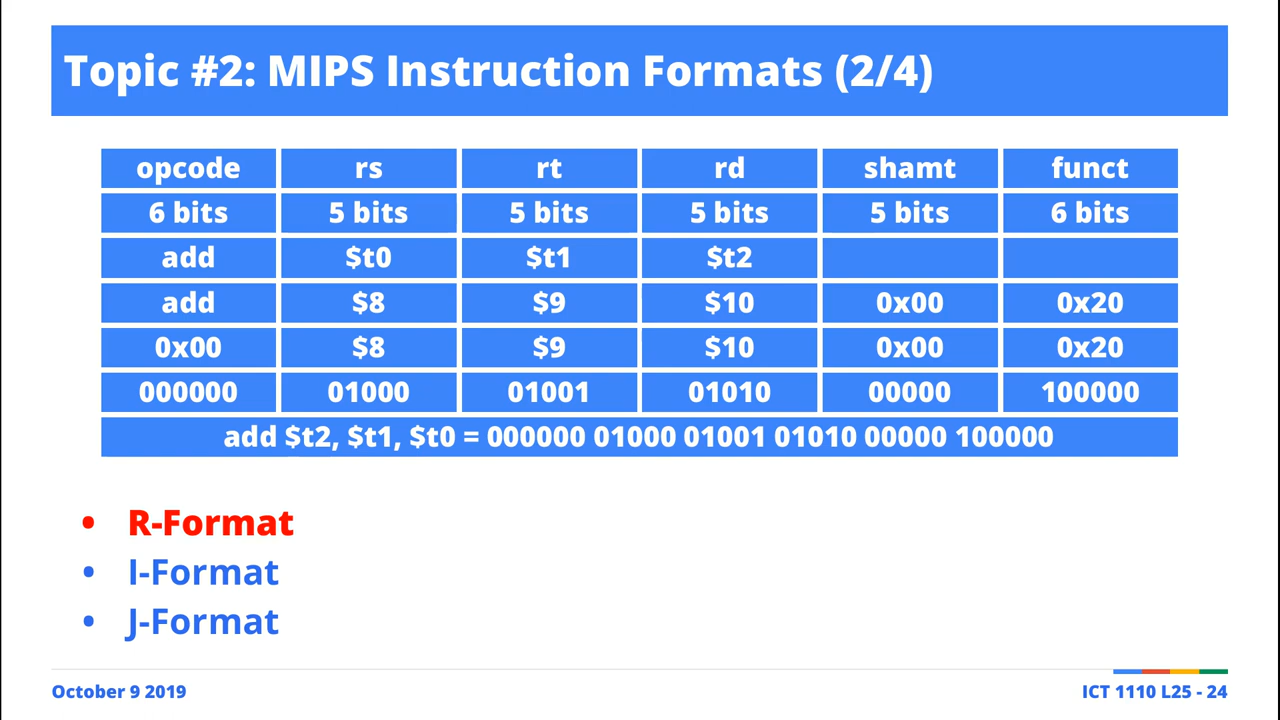 Topic #2: MIPS Instruction Formats (2/4)
opcode rs rt rd shamt funct
6 bits 5 bits 5 bits 5 bits 5 bits 6 bits
add $t0 $t1 $t2
add $8 $9 $10 0x00 0x20
0x00 $8 $9 $10 0x00 0x20
000000 01000 01001 01010 00000 100000
add $t2, $t1, $t0 = 000000 01000 01001 01010 00000 100000
• R-Format
• I-Format
• J-Format
October 9 2019 ICT 1110 L25 - 24